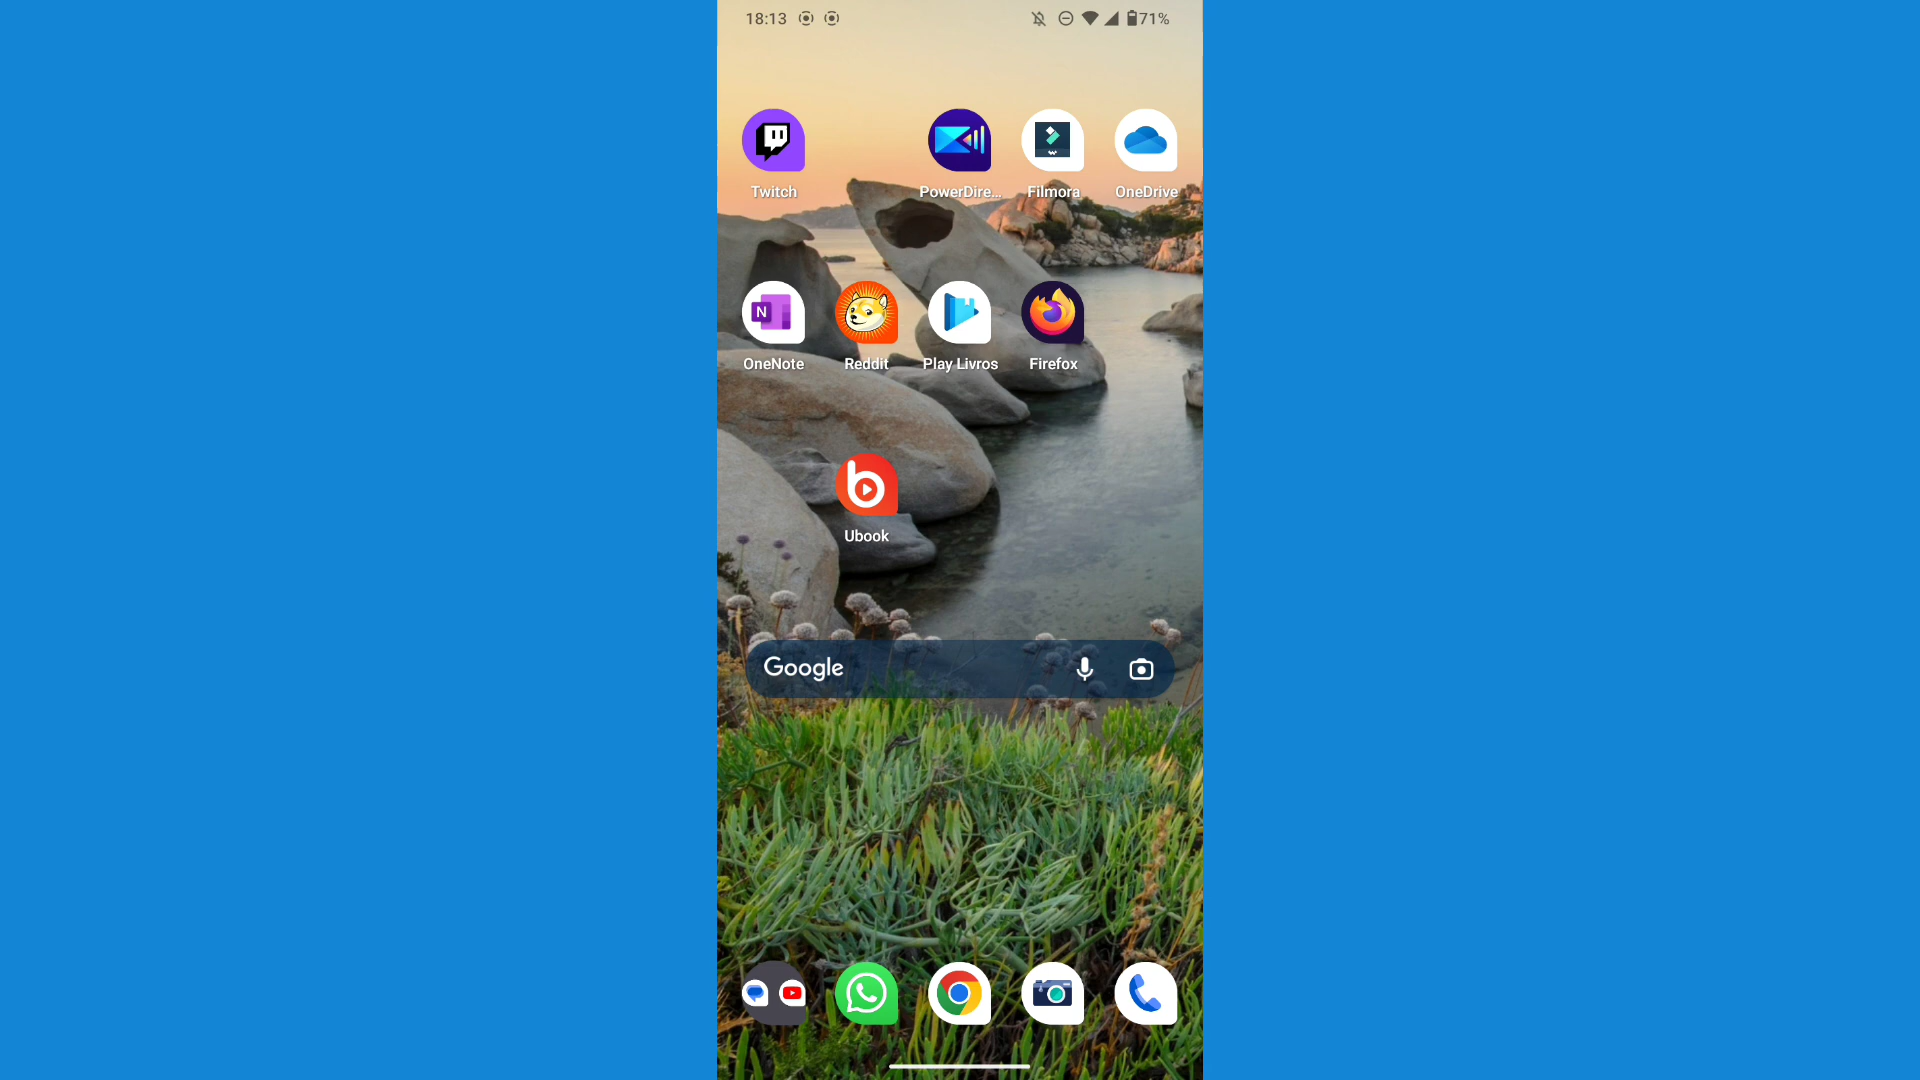 18:13 71%
Twitch PowerDire... Filmora OneDrive
N
OneNote Reddit Play Livros Firefox
b
Ubook
Google